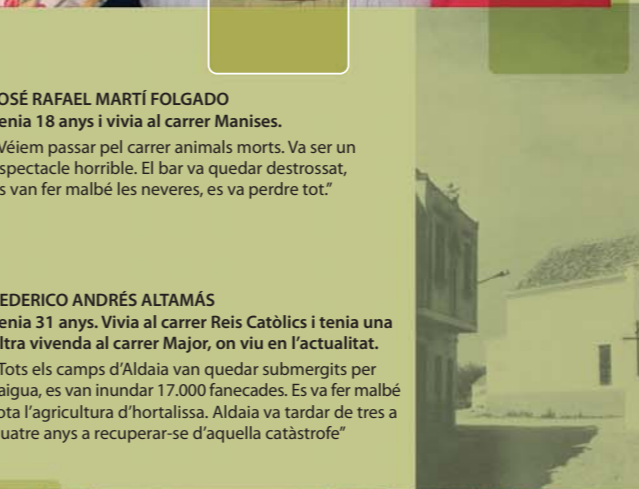 OSÉ RAFAEL MARTÍ FOLGADO
enia 18 anys i vivia al carrer Manises.
Véiem passar pel carrer animals morts. Va ser un
spectacle horrible. El bar va quedar destrossat,
s van fer malbé les neveres, es va perdre tot."
EDERICO ANDRÉS ALTAMÁS
enia 31 anys. Vivia al carrer Reis Catòlics i tenia una
ltra vivenda al carrer Major, on viu en l'actualitat.
Tots els camps d'Aldaia van quedar submergits per
aigua, es van inundar 17.000 fanecades. Es va fer malbé
ota l'agricultura d'hortalissa. Aldaia va tardar de tres a
uatre anys a recuperar-se d'aquella catàstrofe"